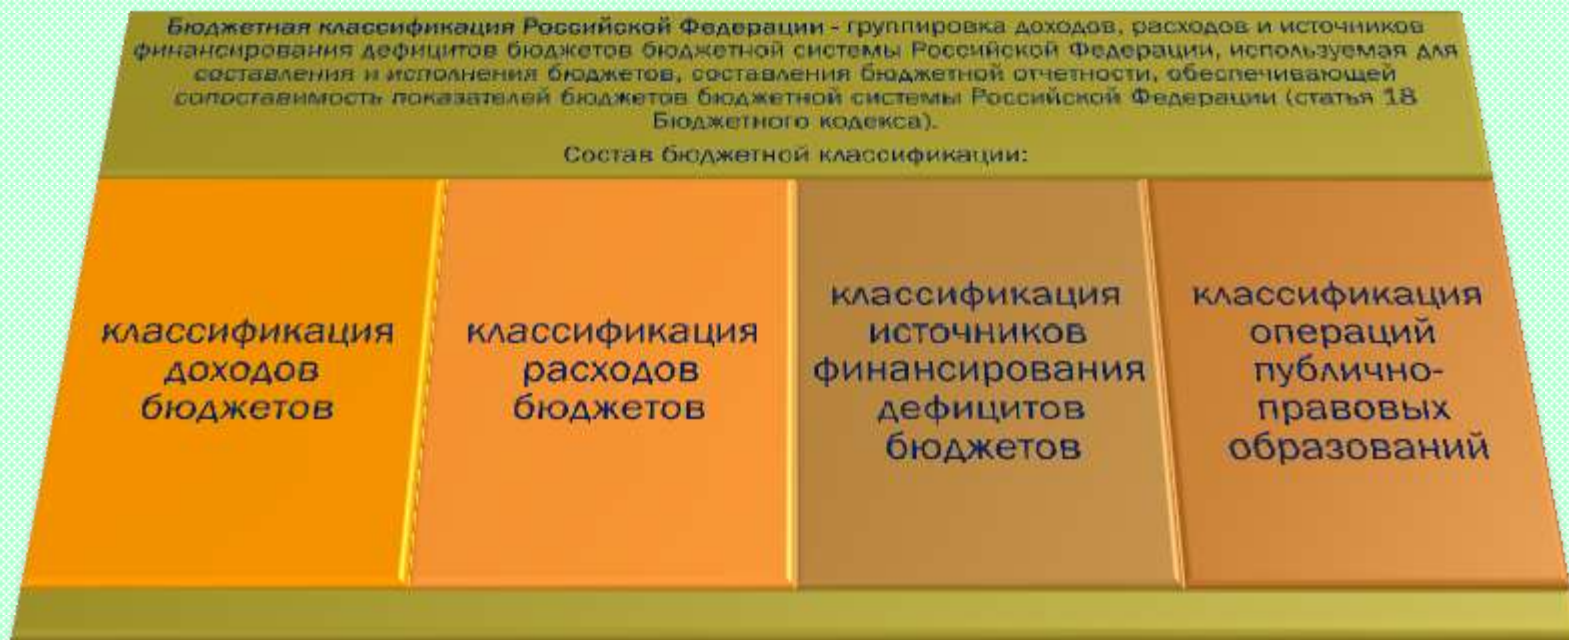 Бюджетная классификация Российской Федерации - группировка доходов, расходов и источников
финансирования дефицитов бюджетов бюджетной системы Российской Федерации, используемая для
составления и исполнения бюджетов, составления бюджетной отчетности, обеспечивающей
сопоставимость показателей бюджетов бюджетной системы Российской Федерации (статья 18
Бюджетного кодекса).
Состав бюджетной классификации:
классификация
доходов
бюджетов
классификация
расходов
бюджетов
классификация
источников
финансирования
дефицитов
бюджетов
классификация
операций
публично-
правовых
образований